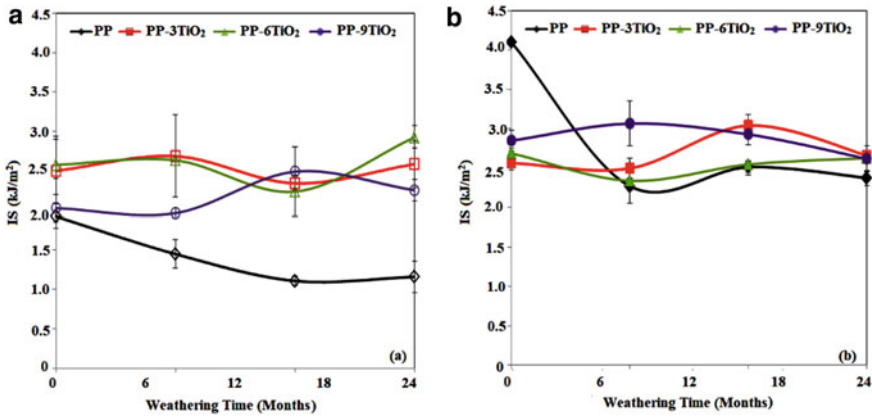 a
PP PP-3TiO₂ PP-6TiO₂ PP-9TiO₂
4.5
4.0
3.5
3.0
2.5
2.0
1.5
1.0
0.5
0
IS (kJ/m²)
0 6 12 18 24
Weathering Time (Months)
(a)
b
PP PP-3TiO₂ PP-6TiO₂ PP-9TiO₂
4.5
4.0
3.5
3.0
2.5
2.0
1.5
1.0
0.5
0
IS (kJ/m²)
0 6 12 18 24
Weathering Time (Months)
(b)